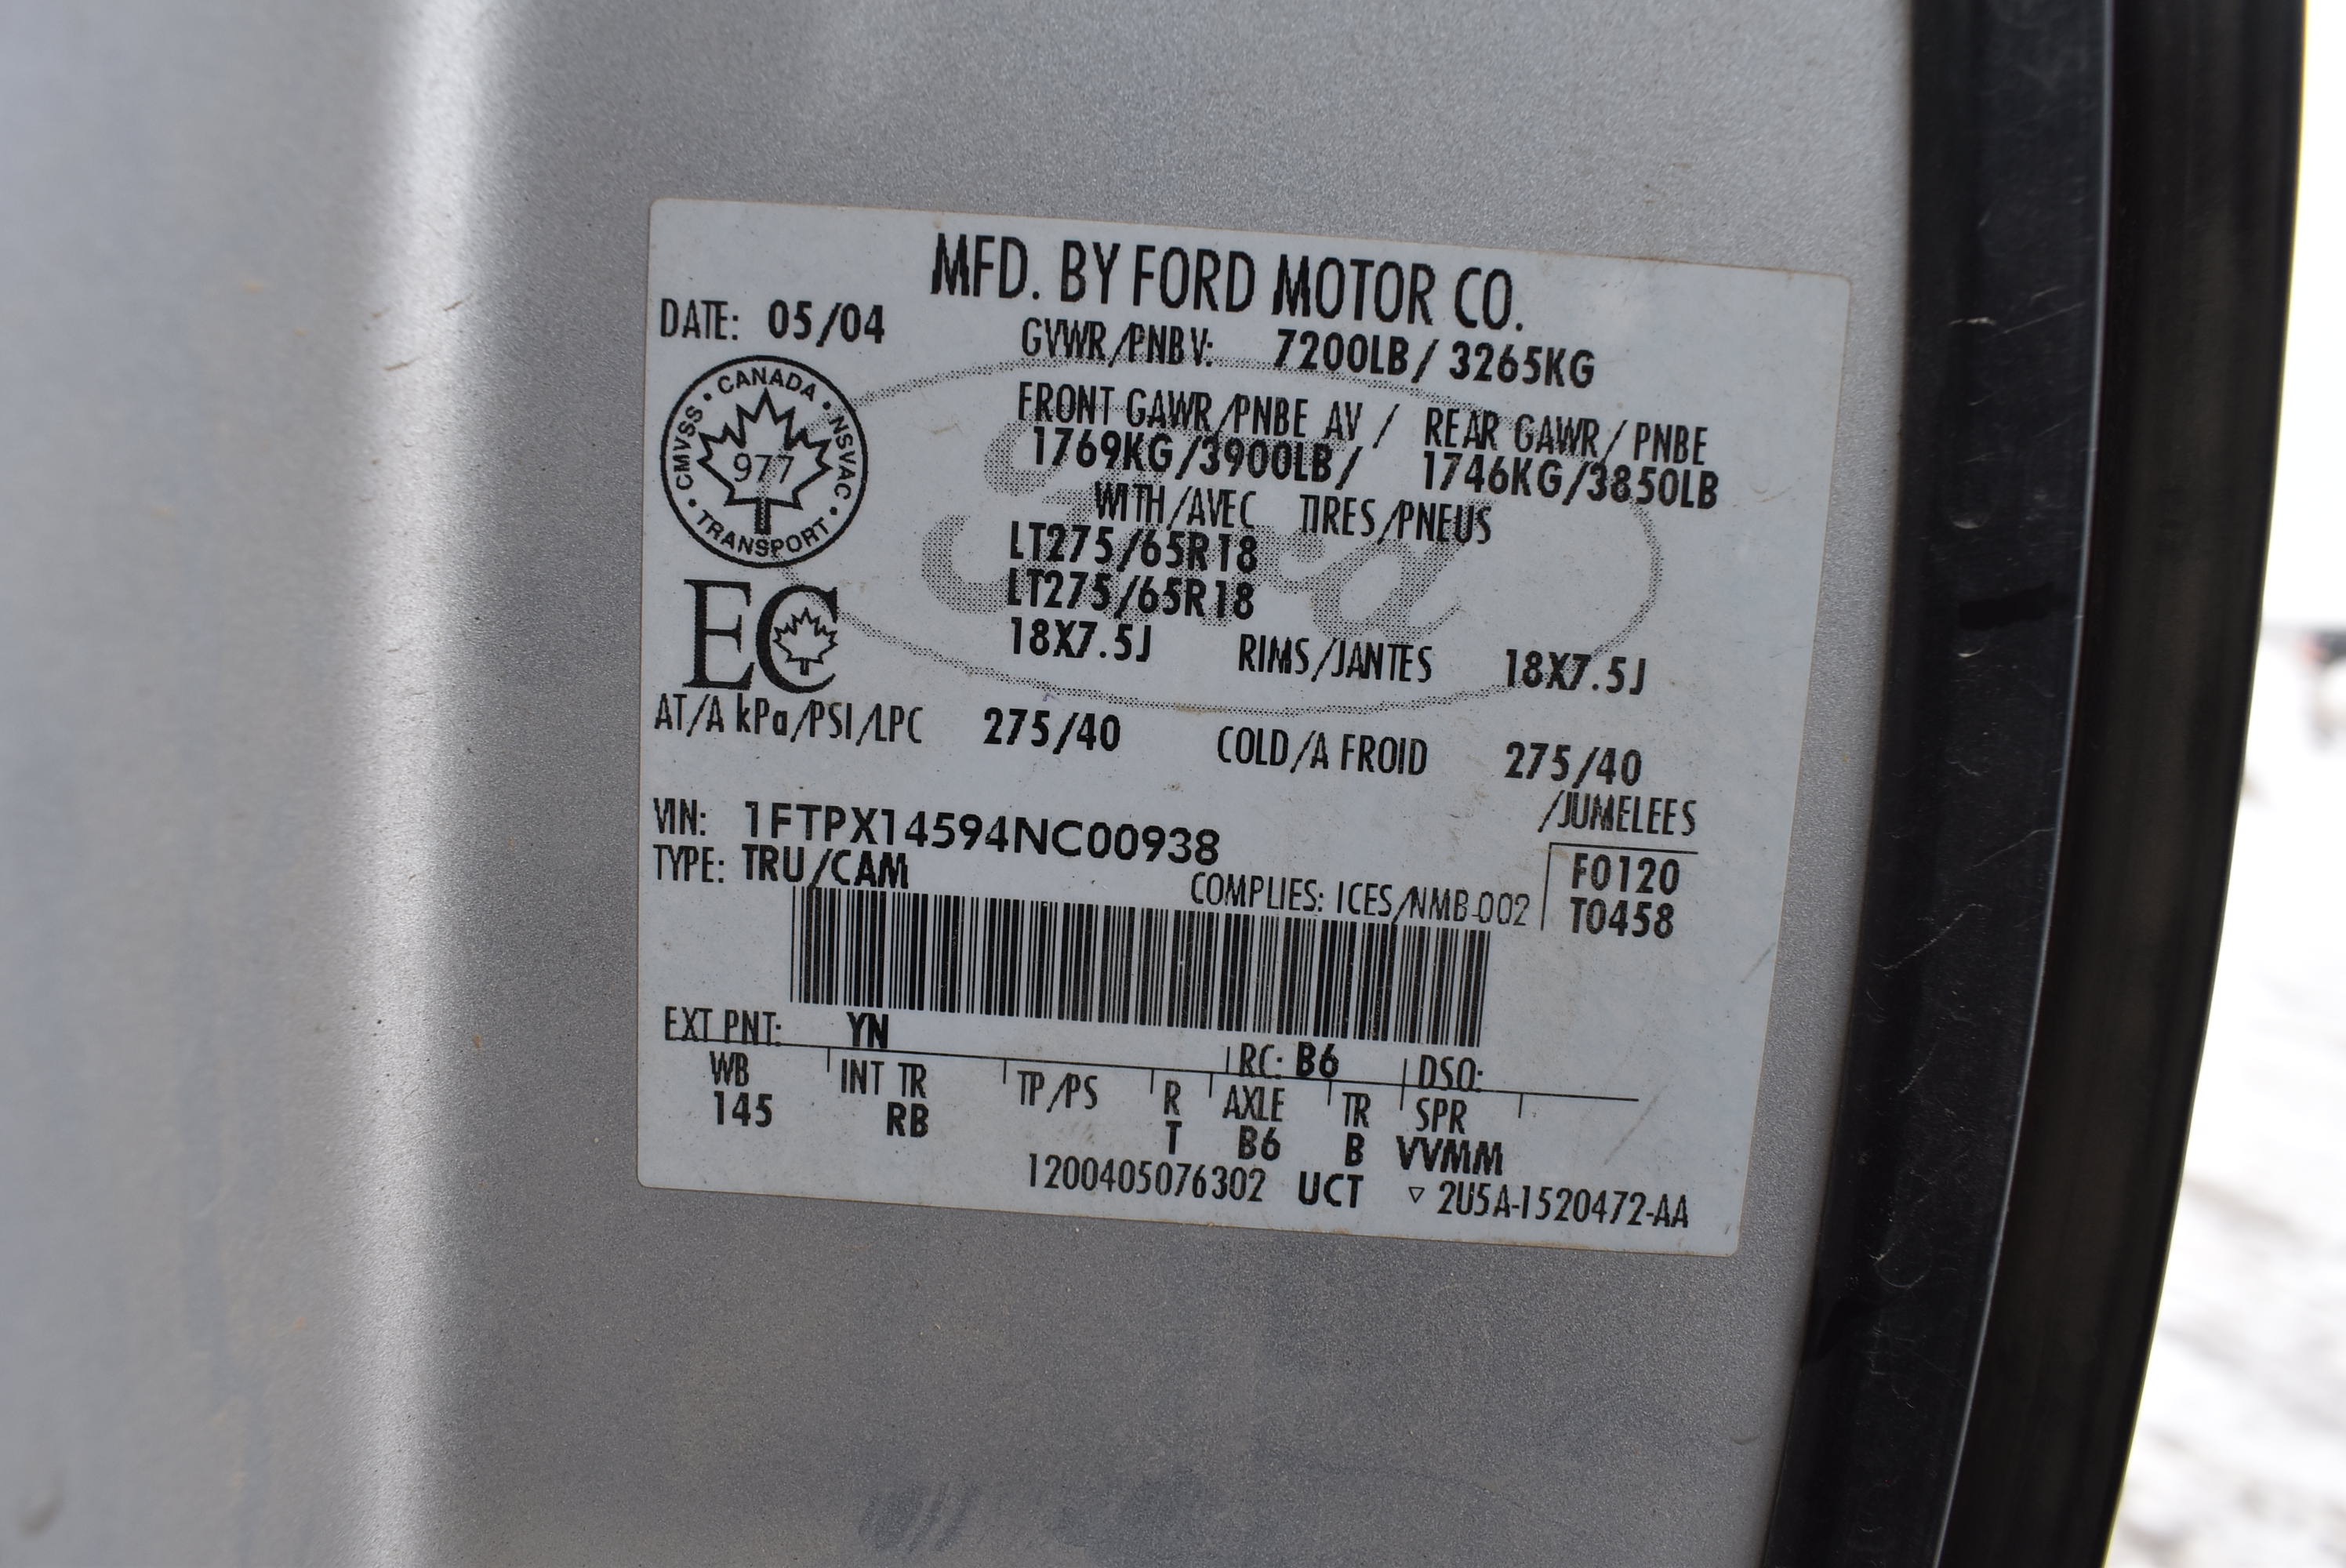 MFD. BY FORD MOTOR CO.
DATE: 05/04
GVWR/PNBV: 7200LB/ 3265KG
CANADA • NSVAC • TRANSPORT • CMVSS •
977
FRONT GAWR/PNBE AV / REAR GAWR/ PNBE
1769KG/3900LB/ 1746KG/3850LB
WITH/AVEC TIRES/PNEUS
LT275/65R18
LT275/65R18
EC
18X7.5J RIMS/JANTES 18X7.5J
AT/A kPa/PSI/LPC 275/40 COLD/A FROID 275/40
/JUMELEES
VIN: 1FTPX14594NC00938
TYPE: TRU/CAM
COMPLIES: ICES/NMB-002
F0120
T0458
EXT PNT: YN RC: B6 DSO:
WB INT TR TP/PS R AXLE TR SPR
145 RB T B6 B VVMM
1200405076302 UCT ▽ 2U5A-1520472-AA
Ford